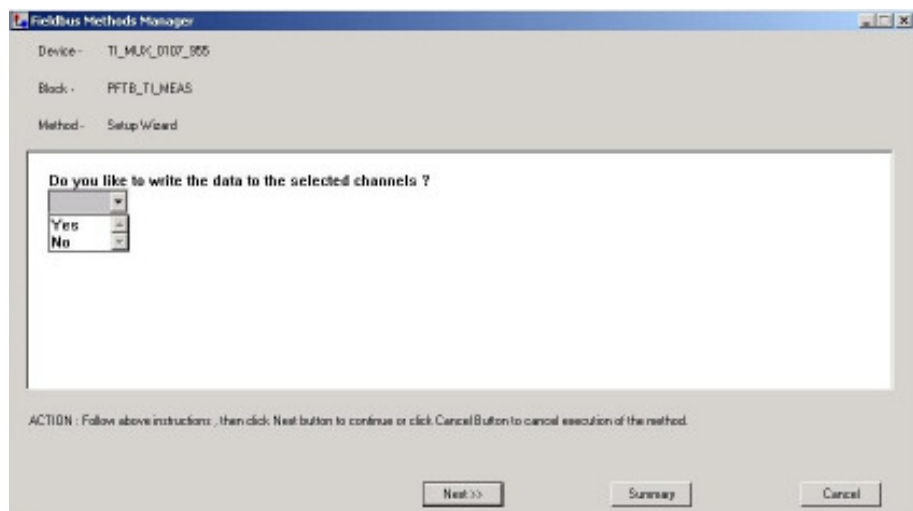 Fieldbus Methods Manager
Device - TI_MUX_0107_955
Block - PFTB_TI_MEAS
Method - Setup Wizard
Do you like to write the data to the selected channels ?
Yes
No
ACTION : Follow above instructions , then click Next button to continue or click Cancel Button to cancel execution of the method.
Next >> Summary Cancel